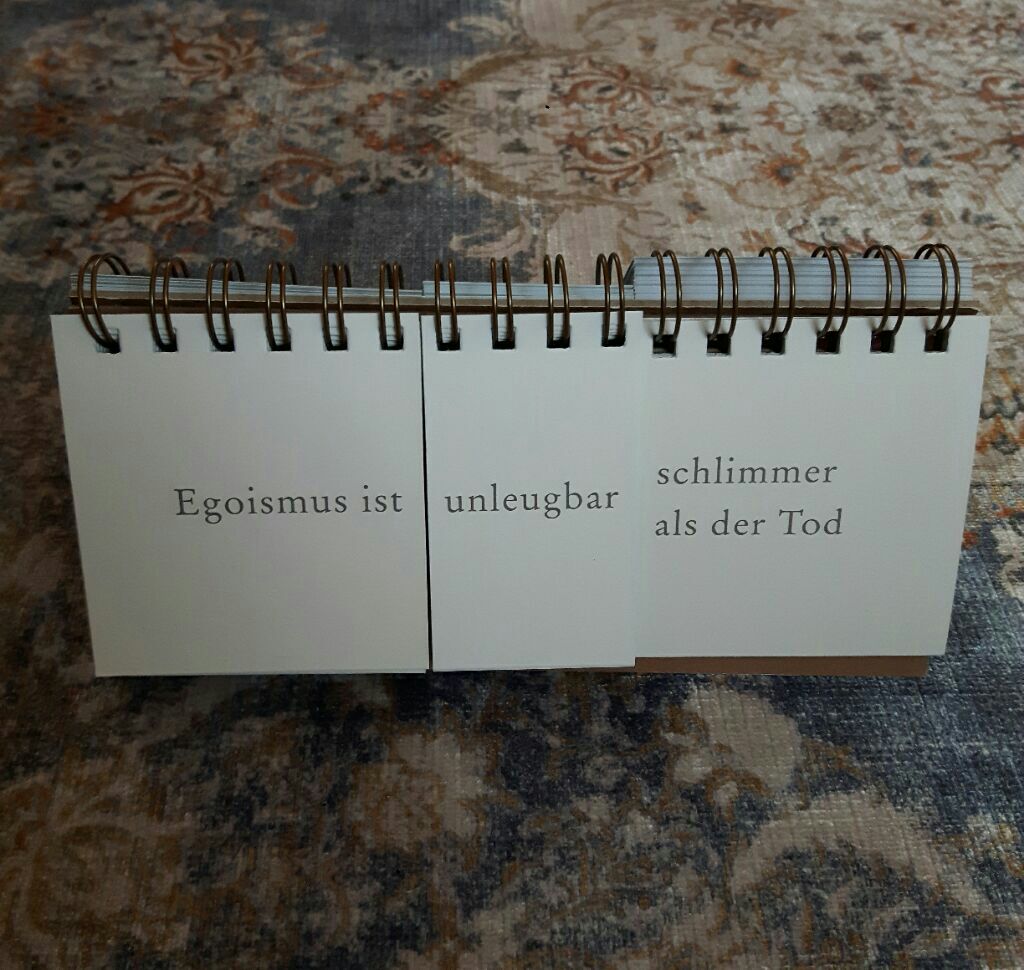 Egoismus ist
unleugbar
schlimmer
als der Tod